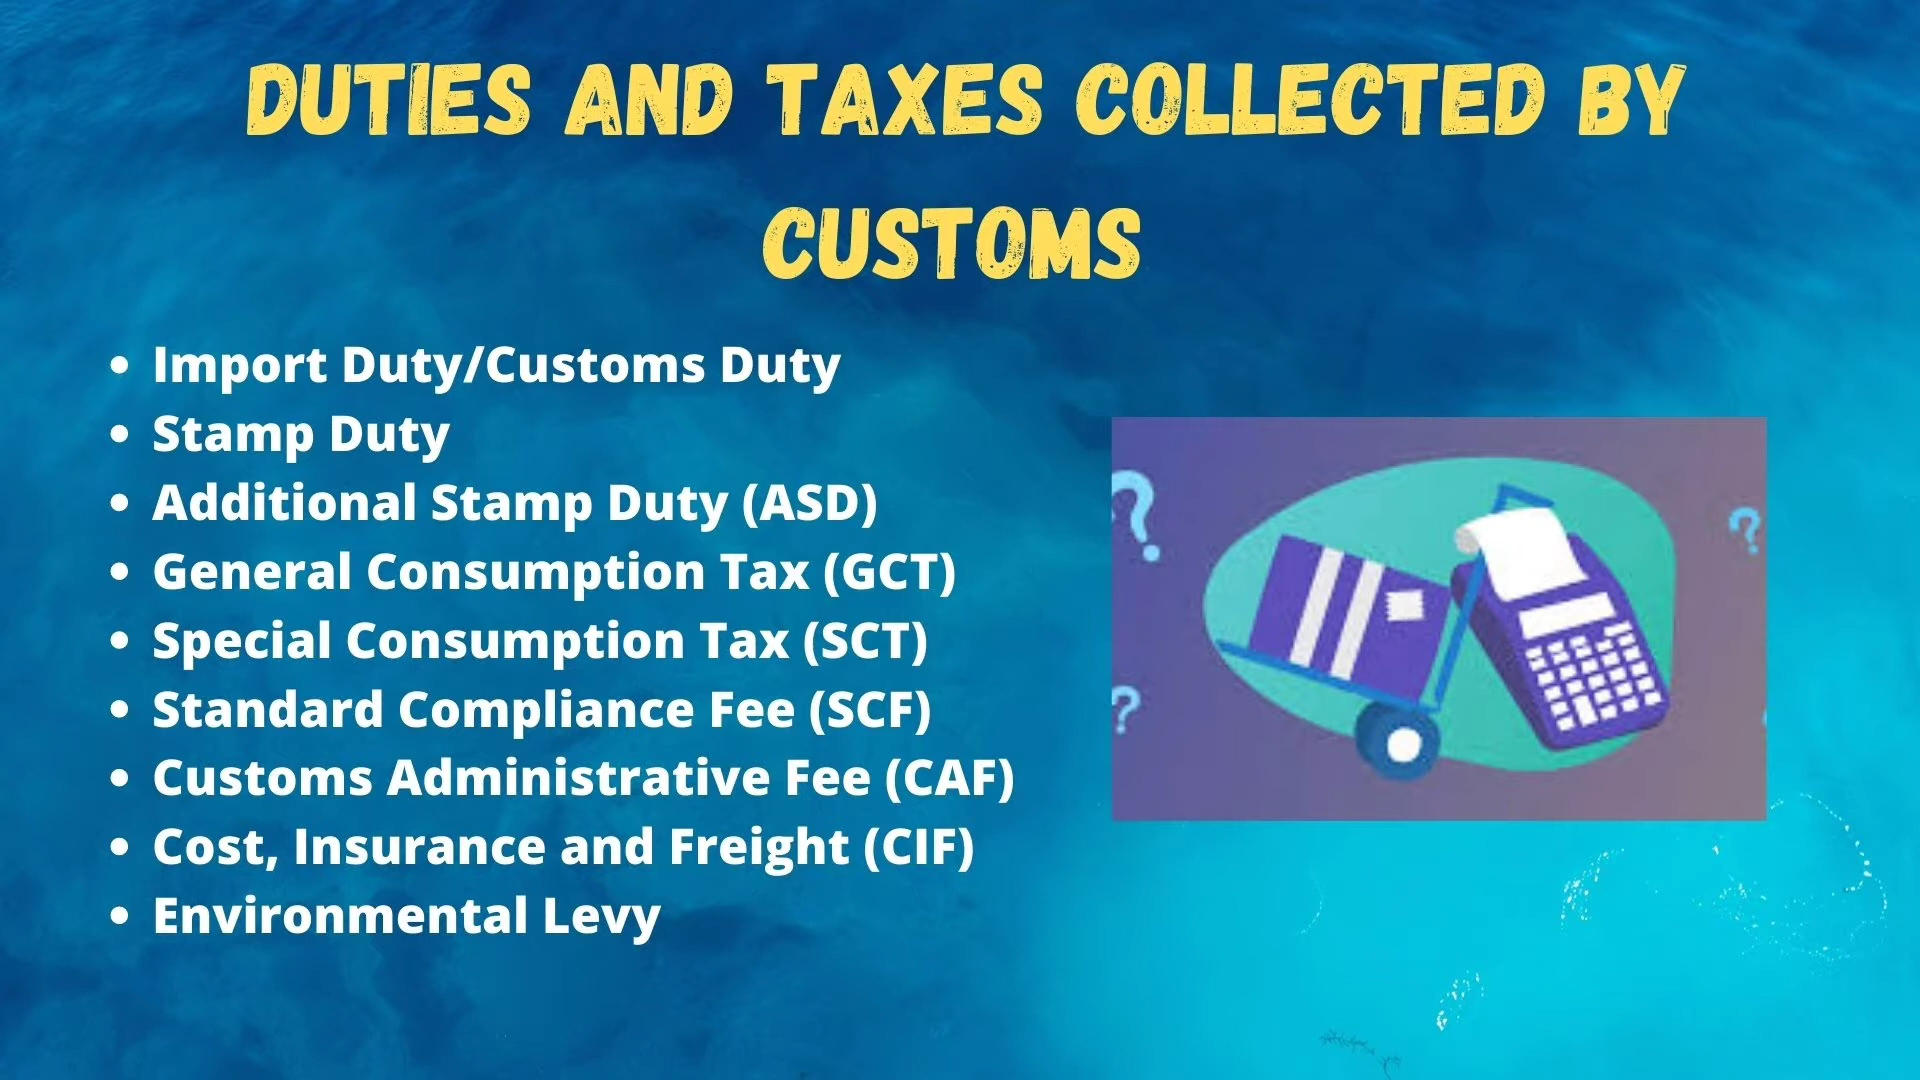 DUTIES AND TAXES COLLECTED BY
CUSTOMS
• Import Duty/Customs Duty
• Stamp Duty
• Additional Stamp Duty (ASD)
• General Consumption Tax (GCT)
• Special Consumption Tax (SCT)
• Standard Compliance Fee (SCF)
• Customs Administrative Fee (CAF)
• Cost, Insurance and Freight (CIF)
• Environmental Levy
? ?
?